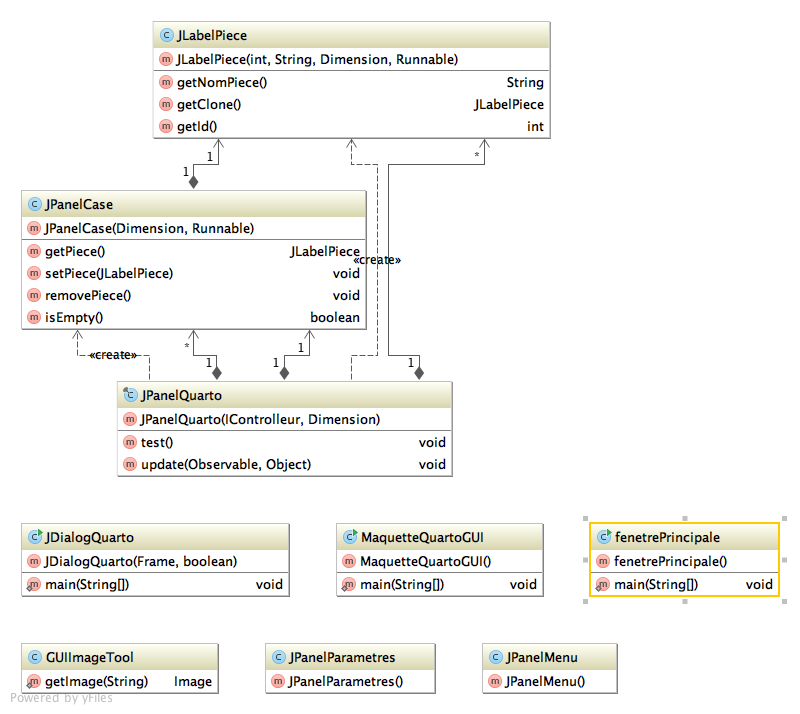 JLabelPiece
JLabelPiece(int, String, Dimension, Runnable)
getNomPiece() String
getClone() JLabelPiece
getId() int
1 *
1
JPanelCase
JPanelCase(Dimension, Runnable)
getPiece() JLabelPiece
«create»
setPiece(JLabelPiece) void
removePiece() void
isEmpty() boolean
* 1
«create»
1 1 1
JPanelQuarto
JPanelQuarto(IControlleur, Dimension)
test() void
update(Observable, Object) void
JDialogQuarto
JDialogQuarto(Frame, boolean)
main(String[]) void
MaquetteQuartoGUI
MaquetteQuartoGUI()
main(String[]) void
fenetrePrincipale
fenetrePrincipale()
main(String[]) void
GUIImageTool
getImage(String) Image
JPanelParametres
JPanelParametres()
JPanelMenu
JPanelMenu()
Powered by yFiles